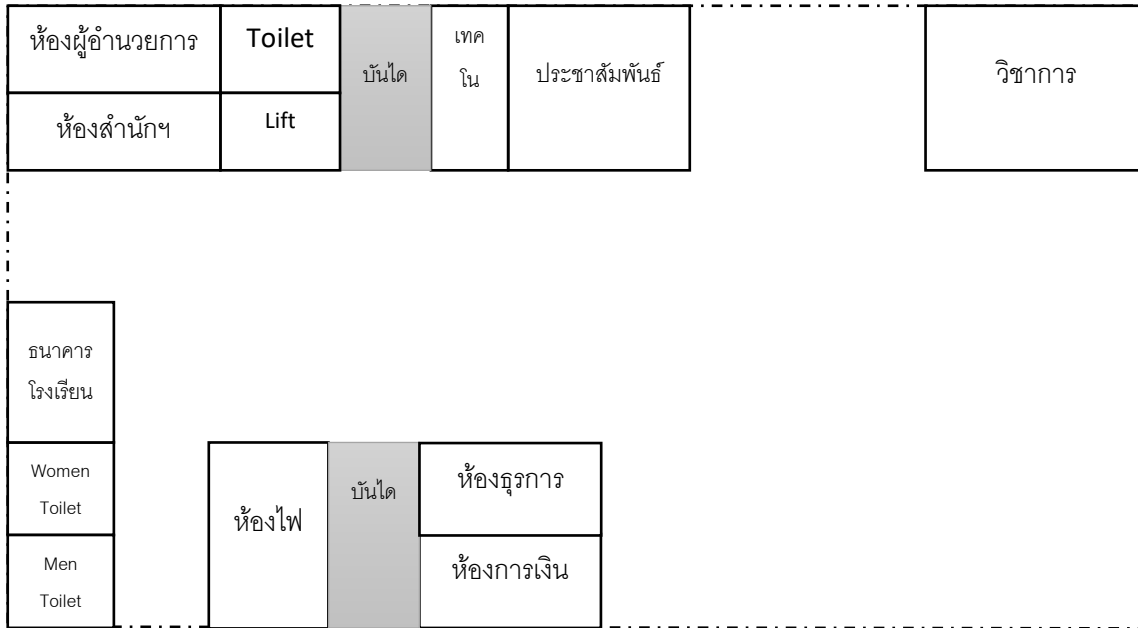 ห้องผู้อำนวยการ
Toilet
บันได
เทค
โน
ประชาสัมพันธ์
วิชาการ
ห้องสำนักฯ
Lift
ธนาคาร
โรงเรียน
Women
Toilet
Men
Toilet
ห้องไฟ
บันได
ห้องธุรการ
ห้องการเงิน